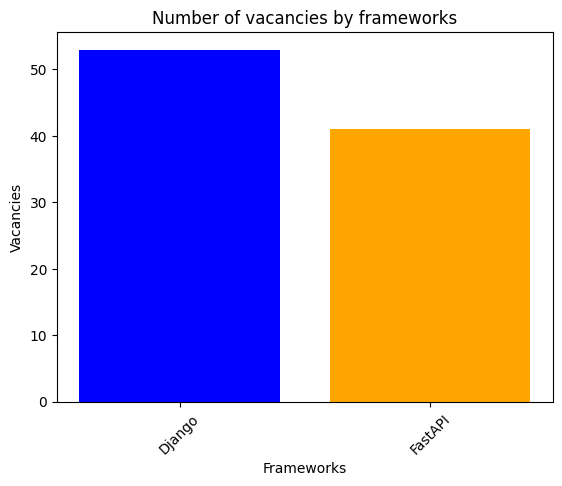 Number of vacancies by frameworks
Vacancies
50
40
30
20
10
0
Django
FastAPI
Frameworks